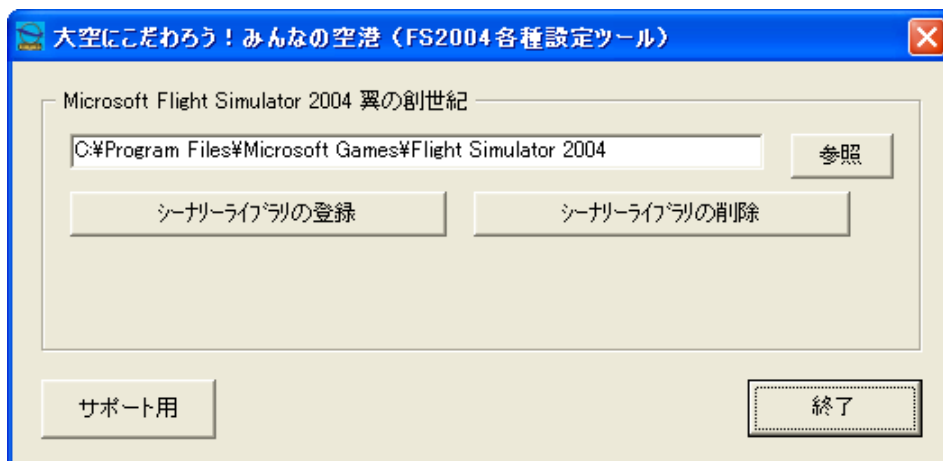 大空にこだわろう！みんなの空港（FS2004各種設定ツール）
Microsoft Flight Simulator 2004 翼の創世紀
C:¥Program Files¥Microsoft Games¥Flight Simulator 2004
参照
ｼｰﾅﾘｰﾗｲﾌﾞﾗﾘの登録
ｼｰﾅﾘｰﾗｲﾌﾞﾗﾘの削除
サポート用
終了